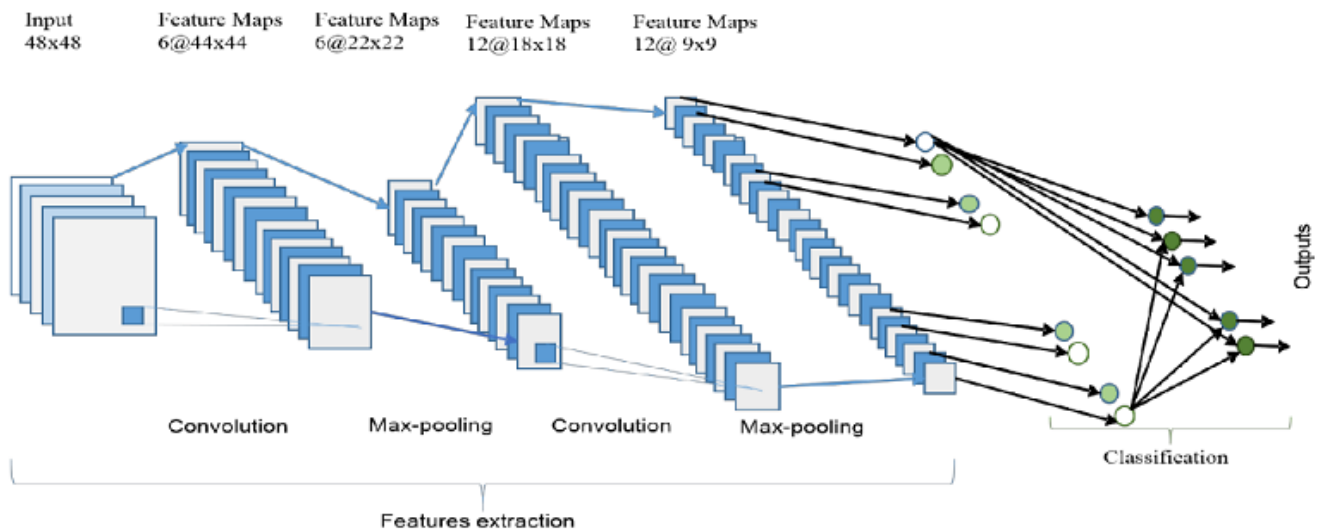 Input
48x48
Feature Maps
6@44x44
Feature Maps
6@22x22
Feature Maps
12@18x18
Feature Maps
12@ 9x9
Outputs
Convolution
Max-pooling
Convolution
Max-pooling
Classification
Features extraction